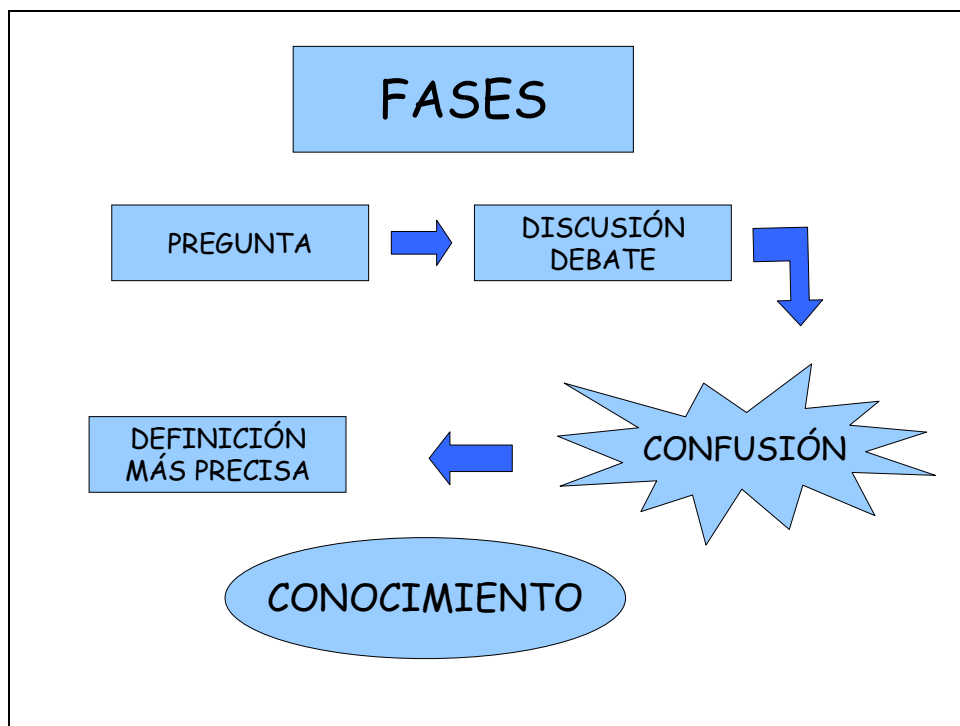 FASES
PREGUNTA
DISCUSIÓN
DEBATE
CONFUSIÓN
DEFINICIÓN
MÁS PRECISA
CONOCIMIENTO